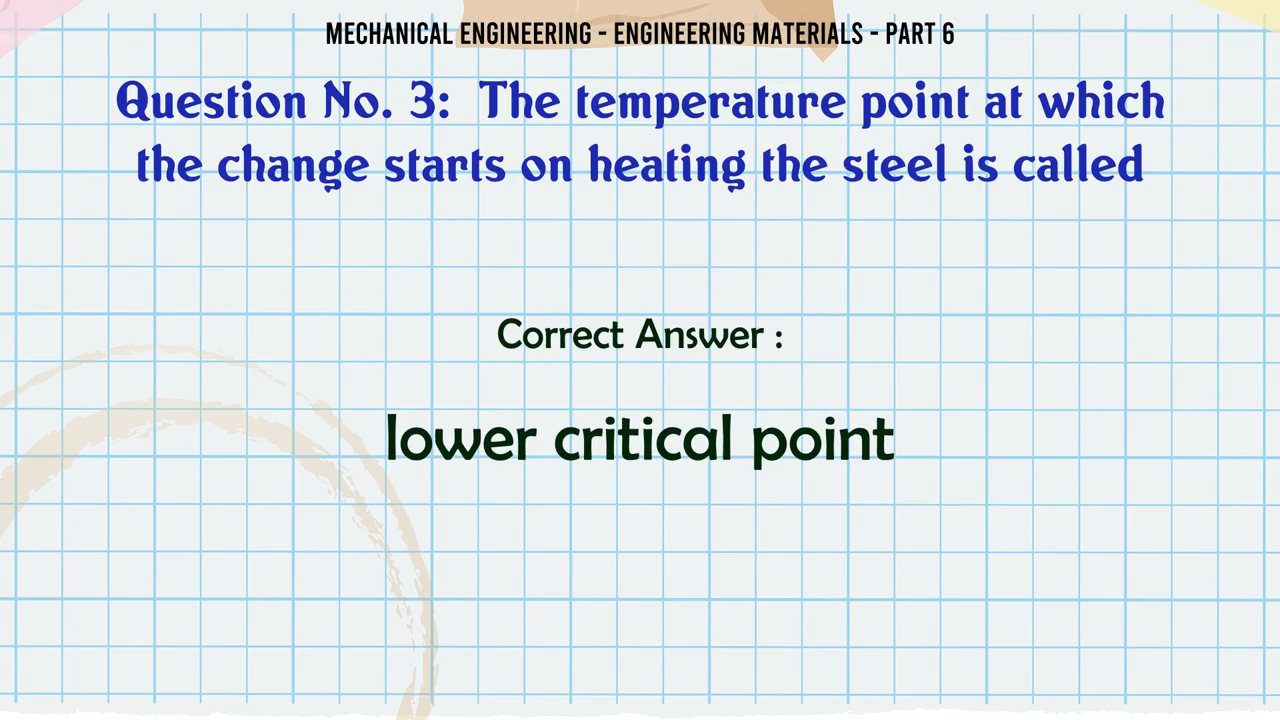 MECHANICAL ENGINEERING - ENGINEERING MATERIALS - PART 6
Question No. 3: The temperature point at which
the change starts on heating the steel is called
Correct Answer :
lower critical point